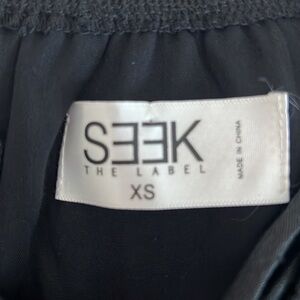 SEEK
THE LABEL
XS
MADE IN CHINA